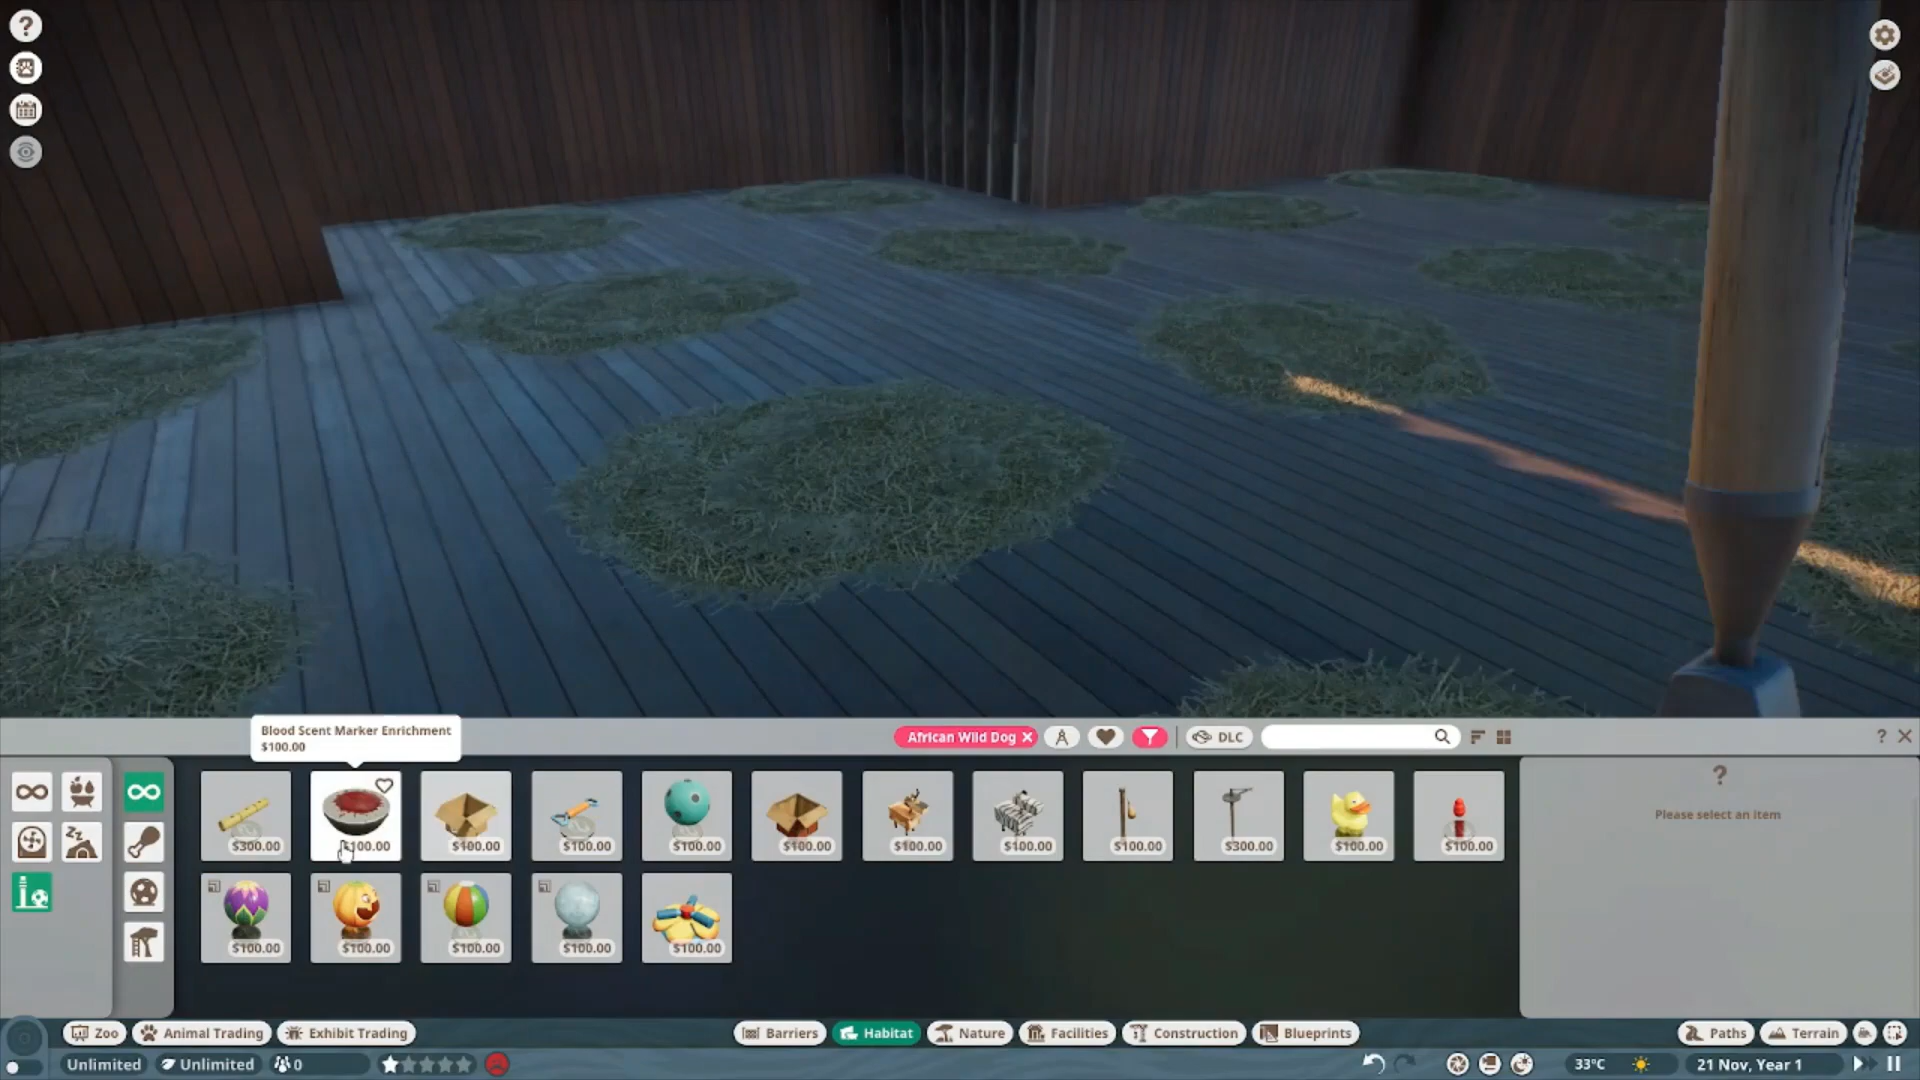 Blood Scent Marker Enrichment
$100.00
African Wild Dog
DLC
$300.00
$100.00
$100.00
$100.00
$100.00
$100.00
$100.00
$100.00
$100.00
$300.00
$100.00
$100.00
$100.00
$100.00
$100.00
$100.00
$100.00
?
Please select an item
Zoo
Animal Trading
Exhibit Trading
Barriers
Habitat
Nature
Facilities
Construction
Blueprints
Paths
Terrain
Unlimited
Unlimited
0
33°C
21 Nov, Year 1